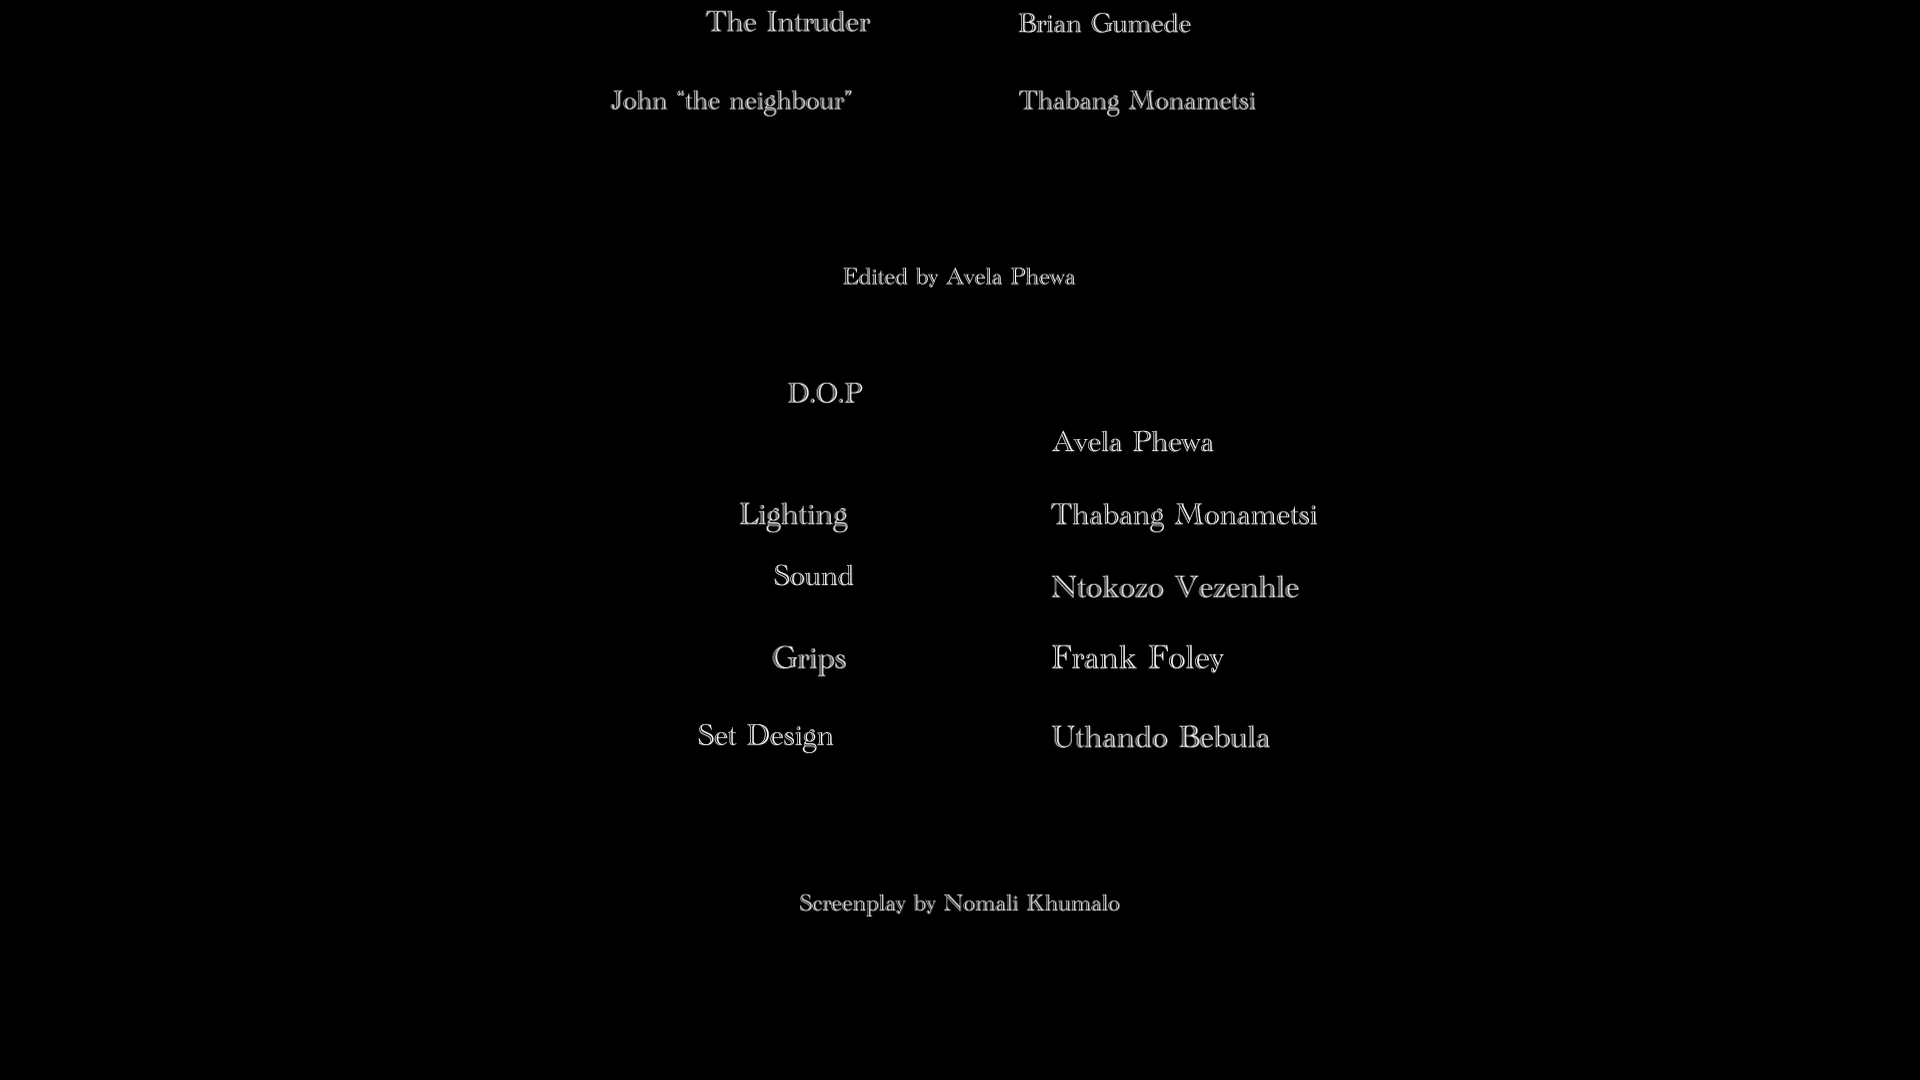 The Intruder Brian Gumede
John “the neighbour” Thabang Monametsi
Edited by Avela Phewa
D.O.P
Avela Phewa
Lighting Thabang Monametsi
Sound Ntokozo Vezenhle
Grips Frank Foley
Set Design Uthando Bebula
Screenplay by Nomali Khumalo